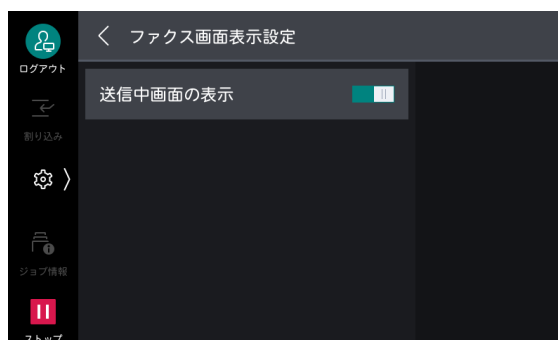 ファクス画面表示設定
ログアウト
送信中画面の表示
割り込み
ジョブ情報
ストップ